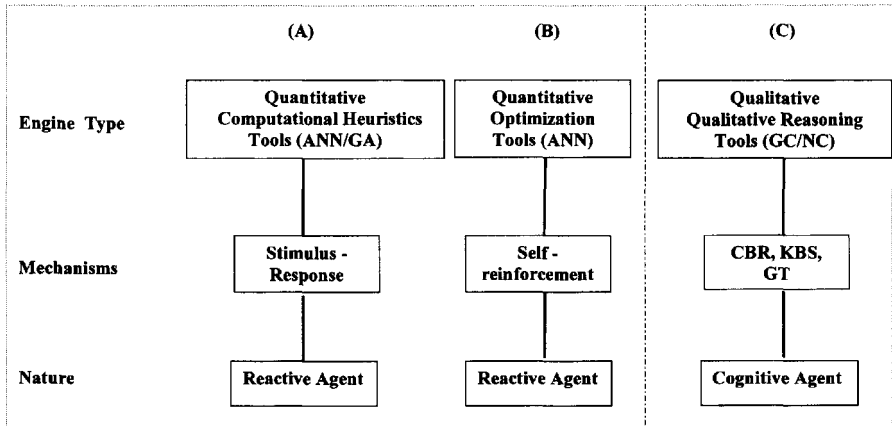 (A) (B) (C)
Engine Type
Quantitative
Computational Heuristics
Tools (ANN/GA)
Quantitative
Optimization
Tools (ANN)
Qualitative
Qualitative Reasoning
Tools (GC/NC)
Mechanisms
Stimulus -
Response
Self -
reinforcement
CBR, KBS,
GT
Nature
Reactive Agent
Reactive Agent
Cognitive Agent